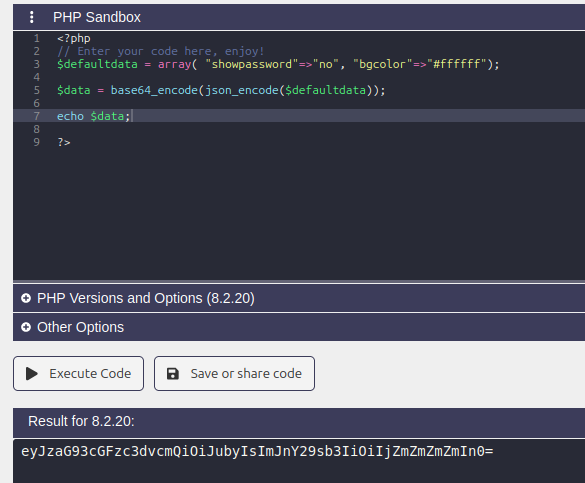 PHP Sandbox
1 <?php
2 // Enter your code here, enjoy!
3 $defaultdata = array( "showpassword"=>"no", "bgcolor"=>"#ffffff");
4
5 $data = base64_encode(json_encode($defaultdata));
6
7 echo $data;
8
9 ?>
PHP Versions and Options (8.2.20)
Other Options
Execute Code Save or share code
Result for 8.2.20:
eyJzaG93cGFzc3dvcmQiOiJubyIsImJnY29sb3IiOiIjZmZmZmZmIn0=